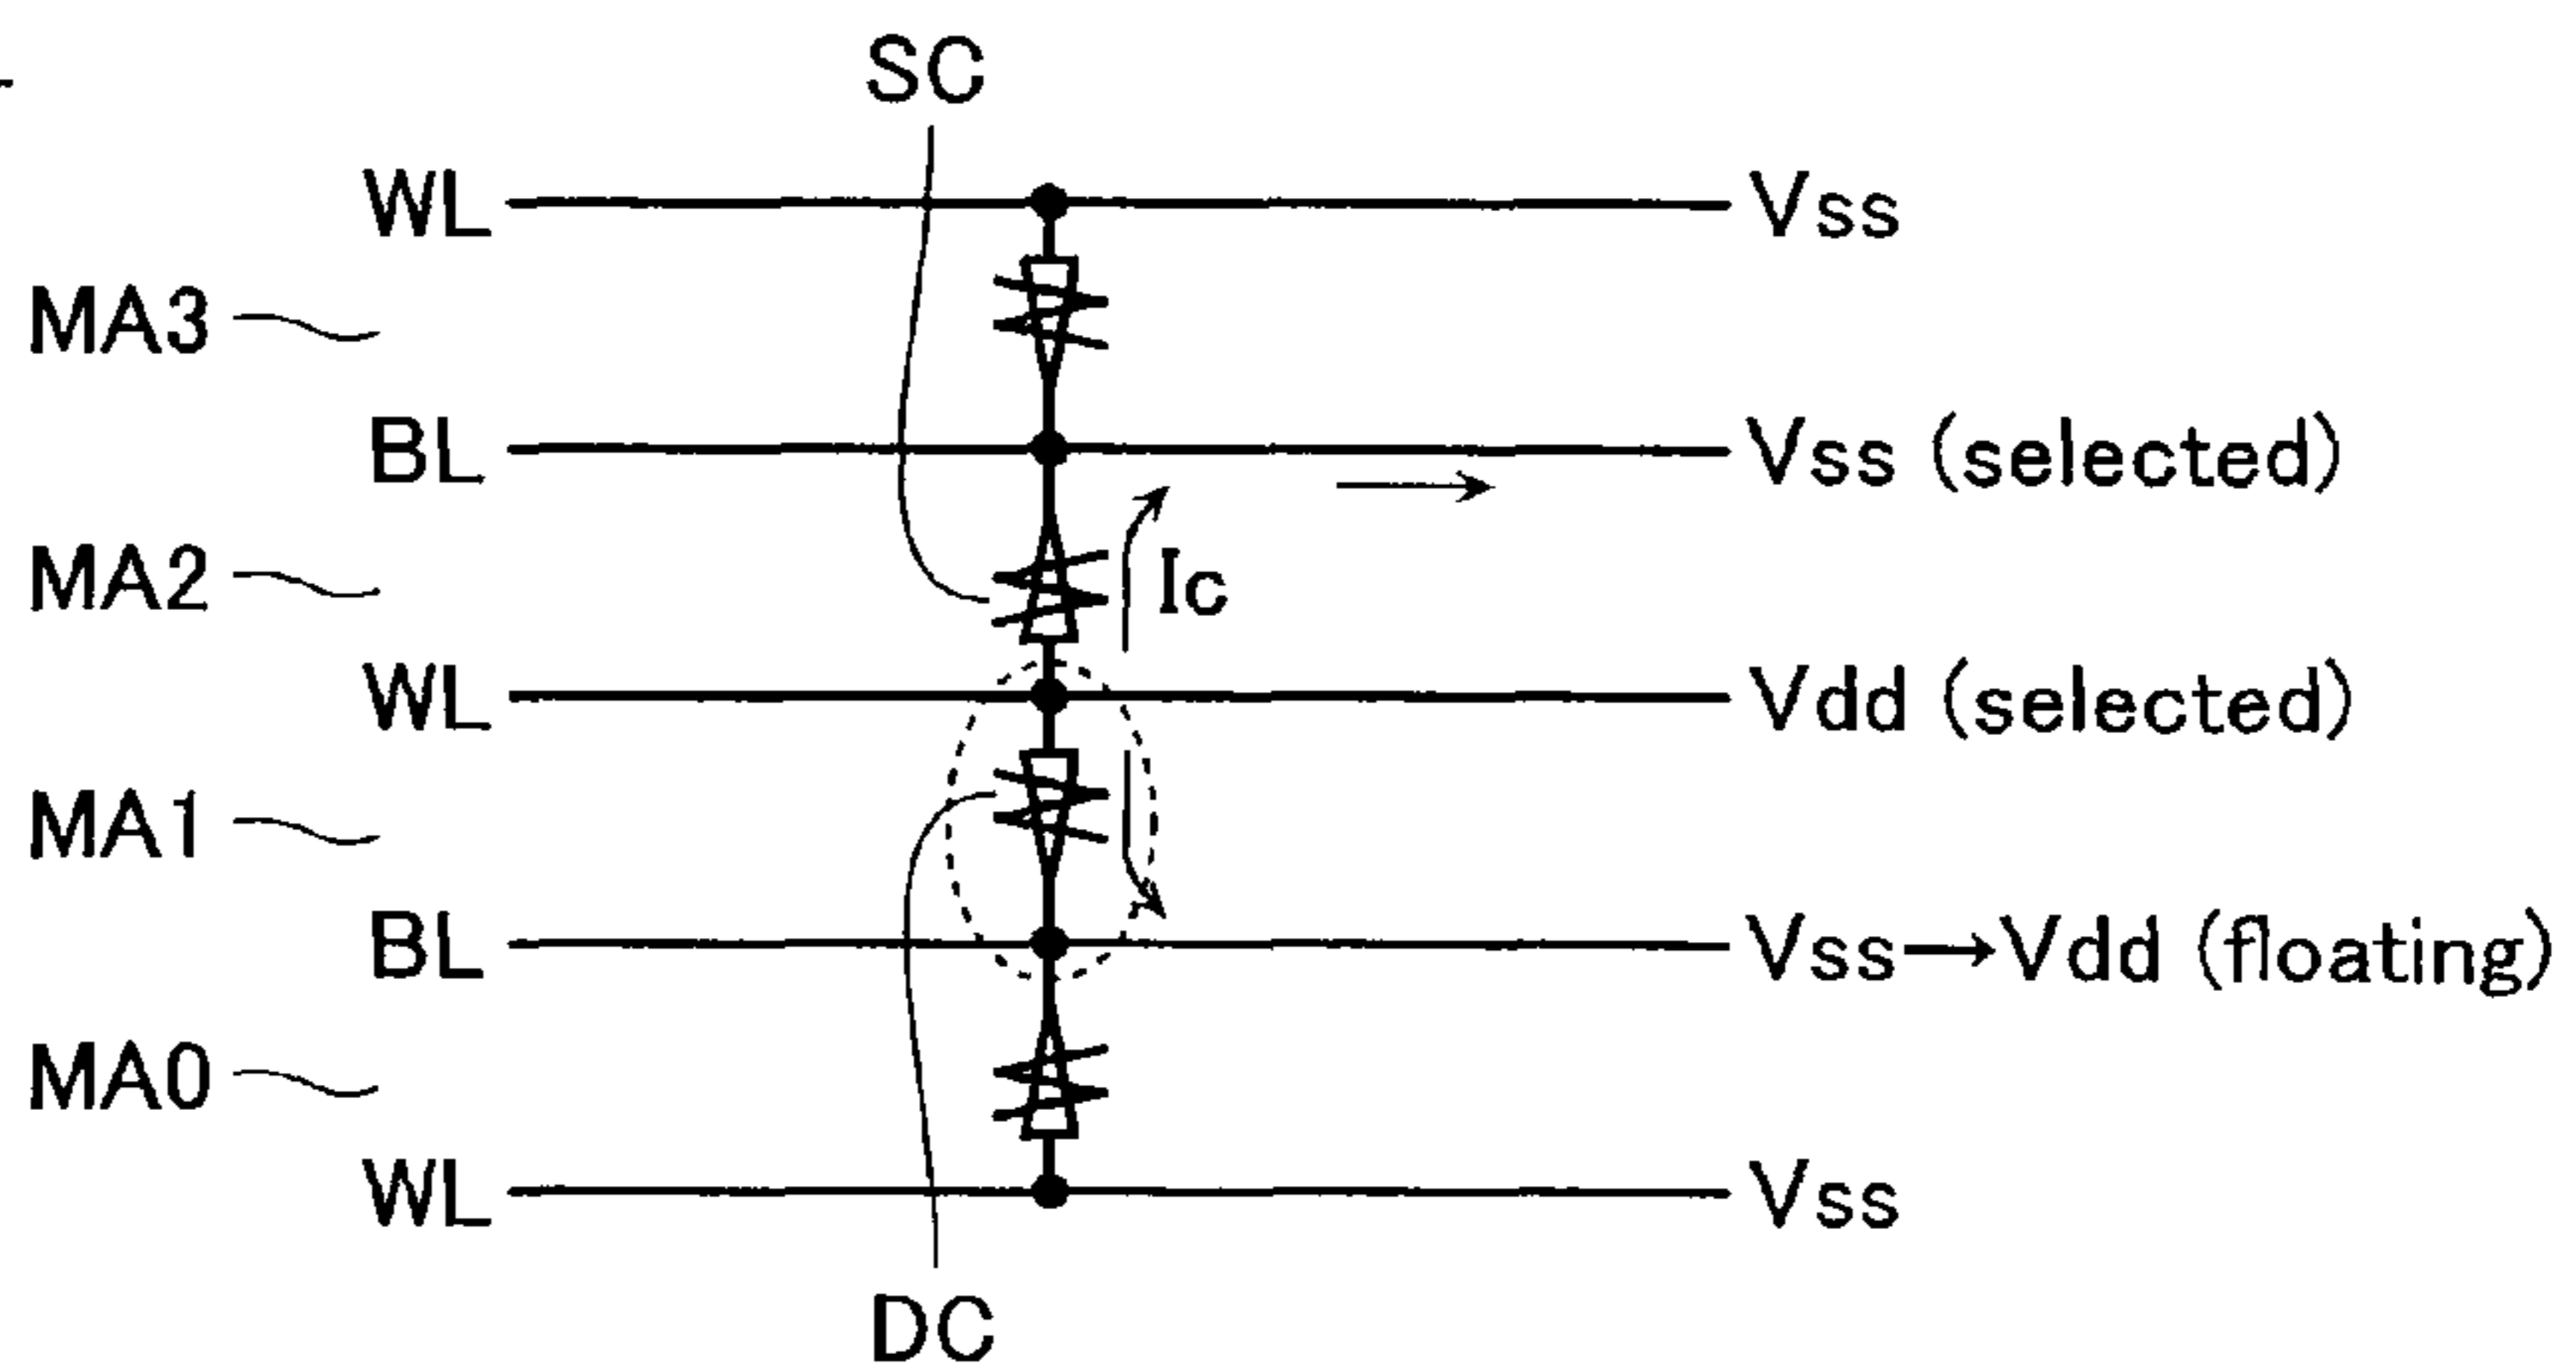 SC
WL Vss
MA3
BL Vss (selected)
MA2 Ic
WL Vdd (selected)
MA1
BL Vss→Vdd (floating)
MA0
WL Vss
DC